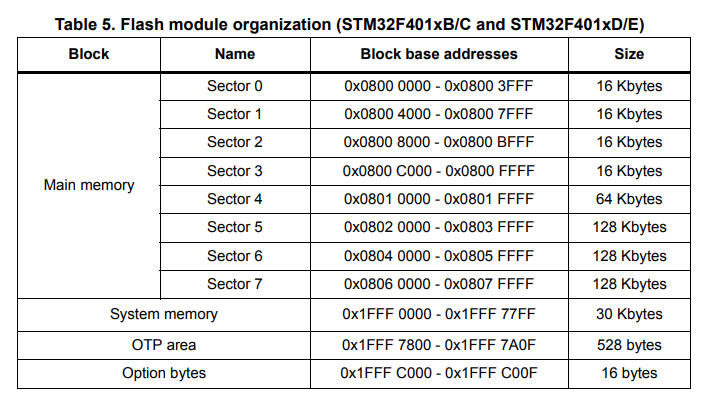 Table 5. Flash module organization (STM32F401xB/C and STM32F401xD/E)
Block Name Block base addresses Size
Main memory
Sector 0 0x0800 0000 - 0x0800 3FFF 16 Kbytes
Sector 1 0x0800 4000 - 0x0800 7FFF 16 Kbytes
Sector 2 0x0800 8000 - 0x0800 BFFF 16 Kbytes
Sector 3 0x0800 C000 - 0x0800 FFFF 16 Kbytes
Sector 4 0x0801 0000 - 0x0801 FFFF 64 Kbytes
Sector 5 0x0802 0000 - 0x0803 FFFF 128 Kbytes
Sector 6 0x0804 0000 - 0x0805 FFFF 128 Kbytes
Sector 7 0x0806 0000 - 0x0807 FFFF 128 Kbytes
System memory 0x1FFF 0000 - 0x1FFF 77FF 30 Kbytes
OTP area 0x1FFF 7800 - 0x1FFF 7A0F 528 bytes
Option bytes 0x1FFF C000 - 0x1FFF C00F 16 bytes